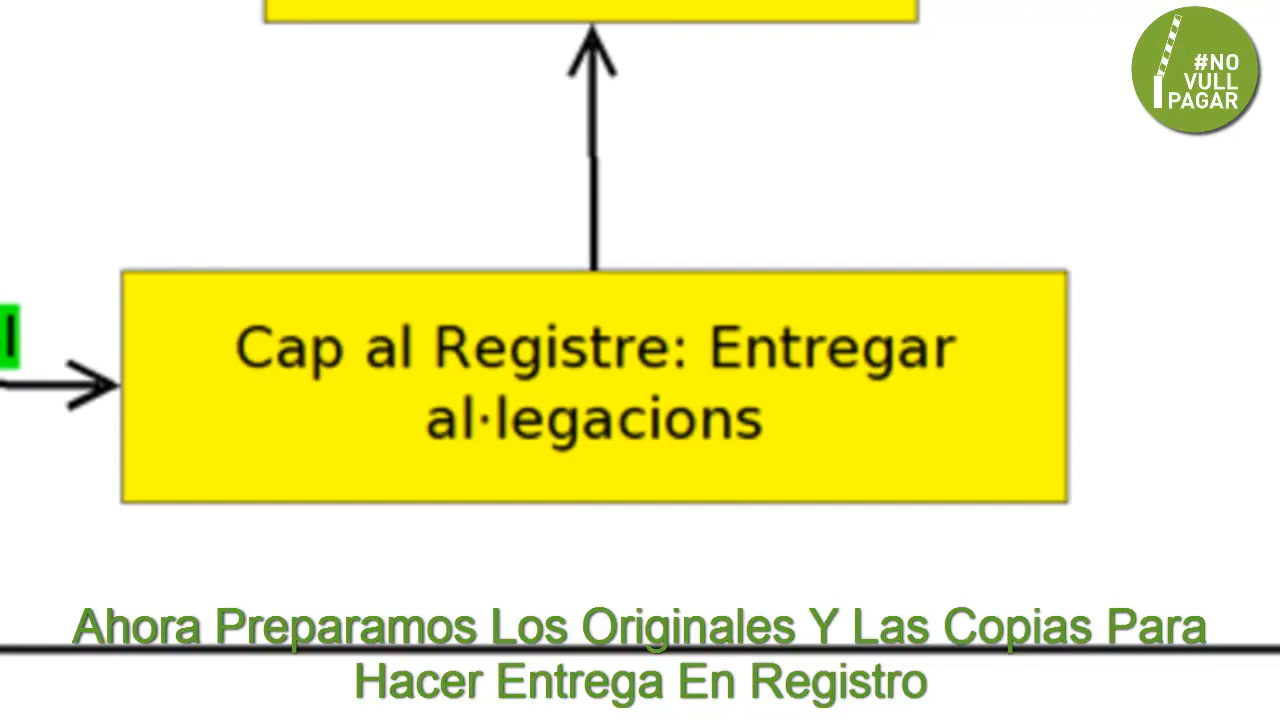 #NO
VULL
PAGAR
Cap al Registre: Entregar
al·legacions
Ahora Preparamos Los Originales Y Las Copias Para
Hacer Entrega En Registro